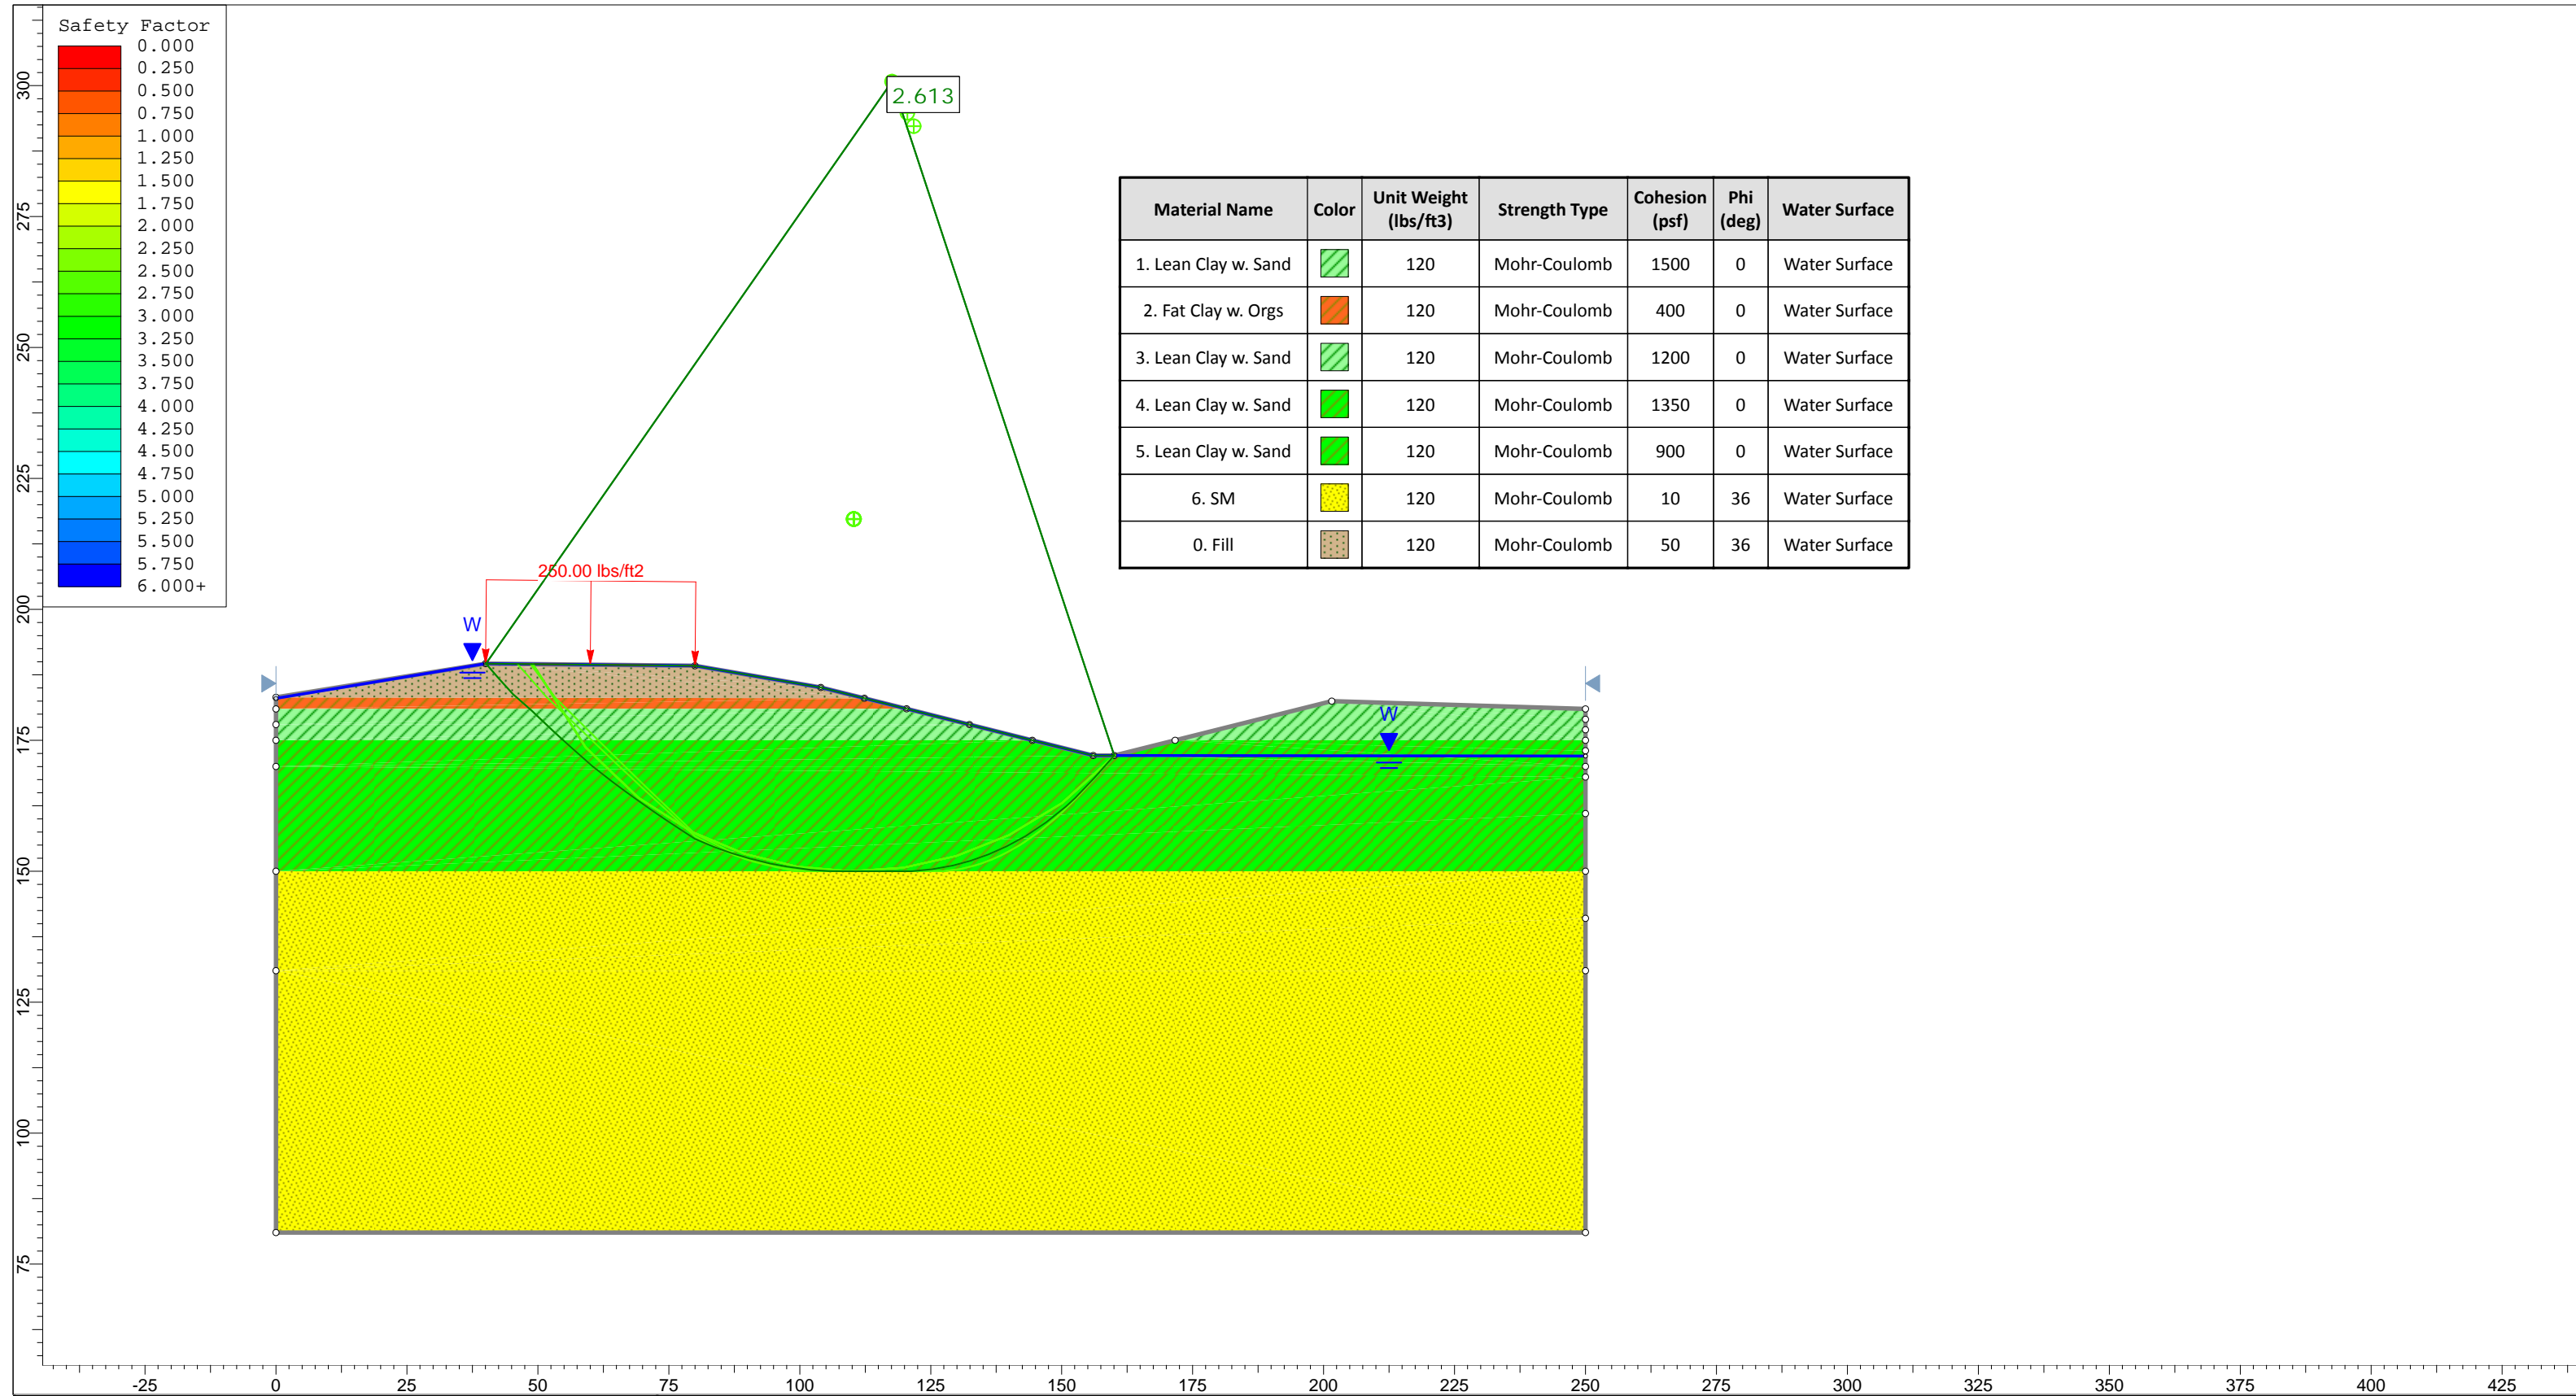 Safety Factor
0.000
0.250
0.500
0.750
1.000
1.250
1.500
1.750
2.000
2.250
2.500
2.750
3.000
3.250
3.500
3.750
4.000
4.250
4.500
4.750
5.000
5.250
5.500
5.750
6.000+
2.613
Material Name Color Unit Weight (lbs/ft3) Strength Type Cohesion (psf) Phi (deg) Water Surface
1. Lean Clay w. Sand 120 Mohr-Coulomb 1500 0 Water Surface
2. Fat Clay w. Orgs 120 Mohr-Coulomb 400 0 Water Surface
3. Lean Clay w. Sand 120 Mohr-Coulomb 1200 0 Water Surface
4. Lean Clay w. Sand 120 Mohr-Coulomb 1350 0 Water Surface
5. Lean Clay w. Sand 120 Mohr-Coulomb 900 0 Water Surface
6. SM 120 Mohr-Coulomb 10 36 Water Surface
0. Fill 120 Mohr-Coulomb 50 36 Water Surface
250.00 lbs/ft2
W
W
300
275
250
225
200
175
150
125
100
75
-25 0 25 50 75 100 125 150 175 200 225 250 275 300 325 350 375 400 425